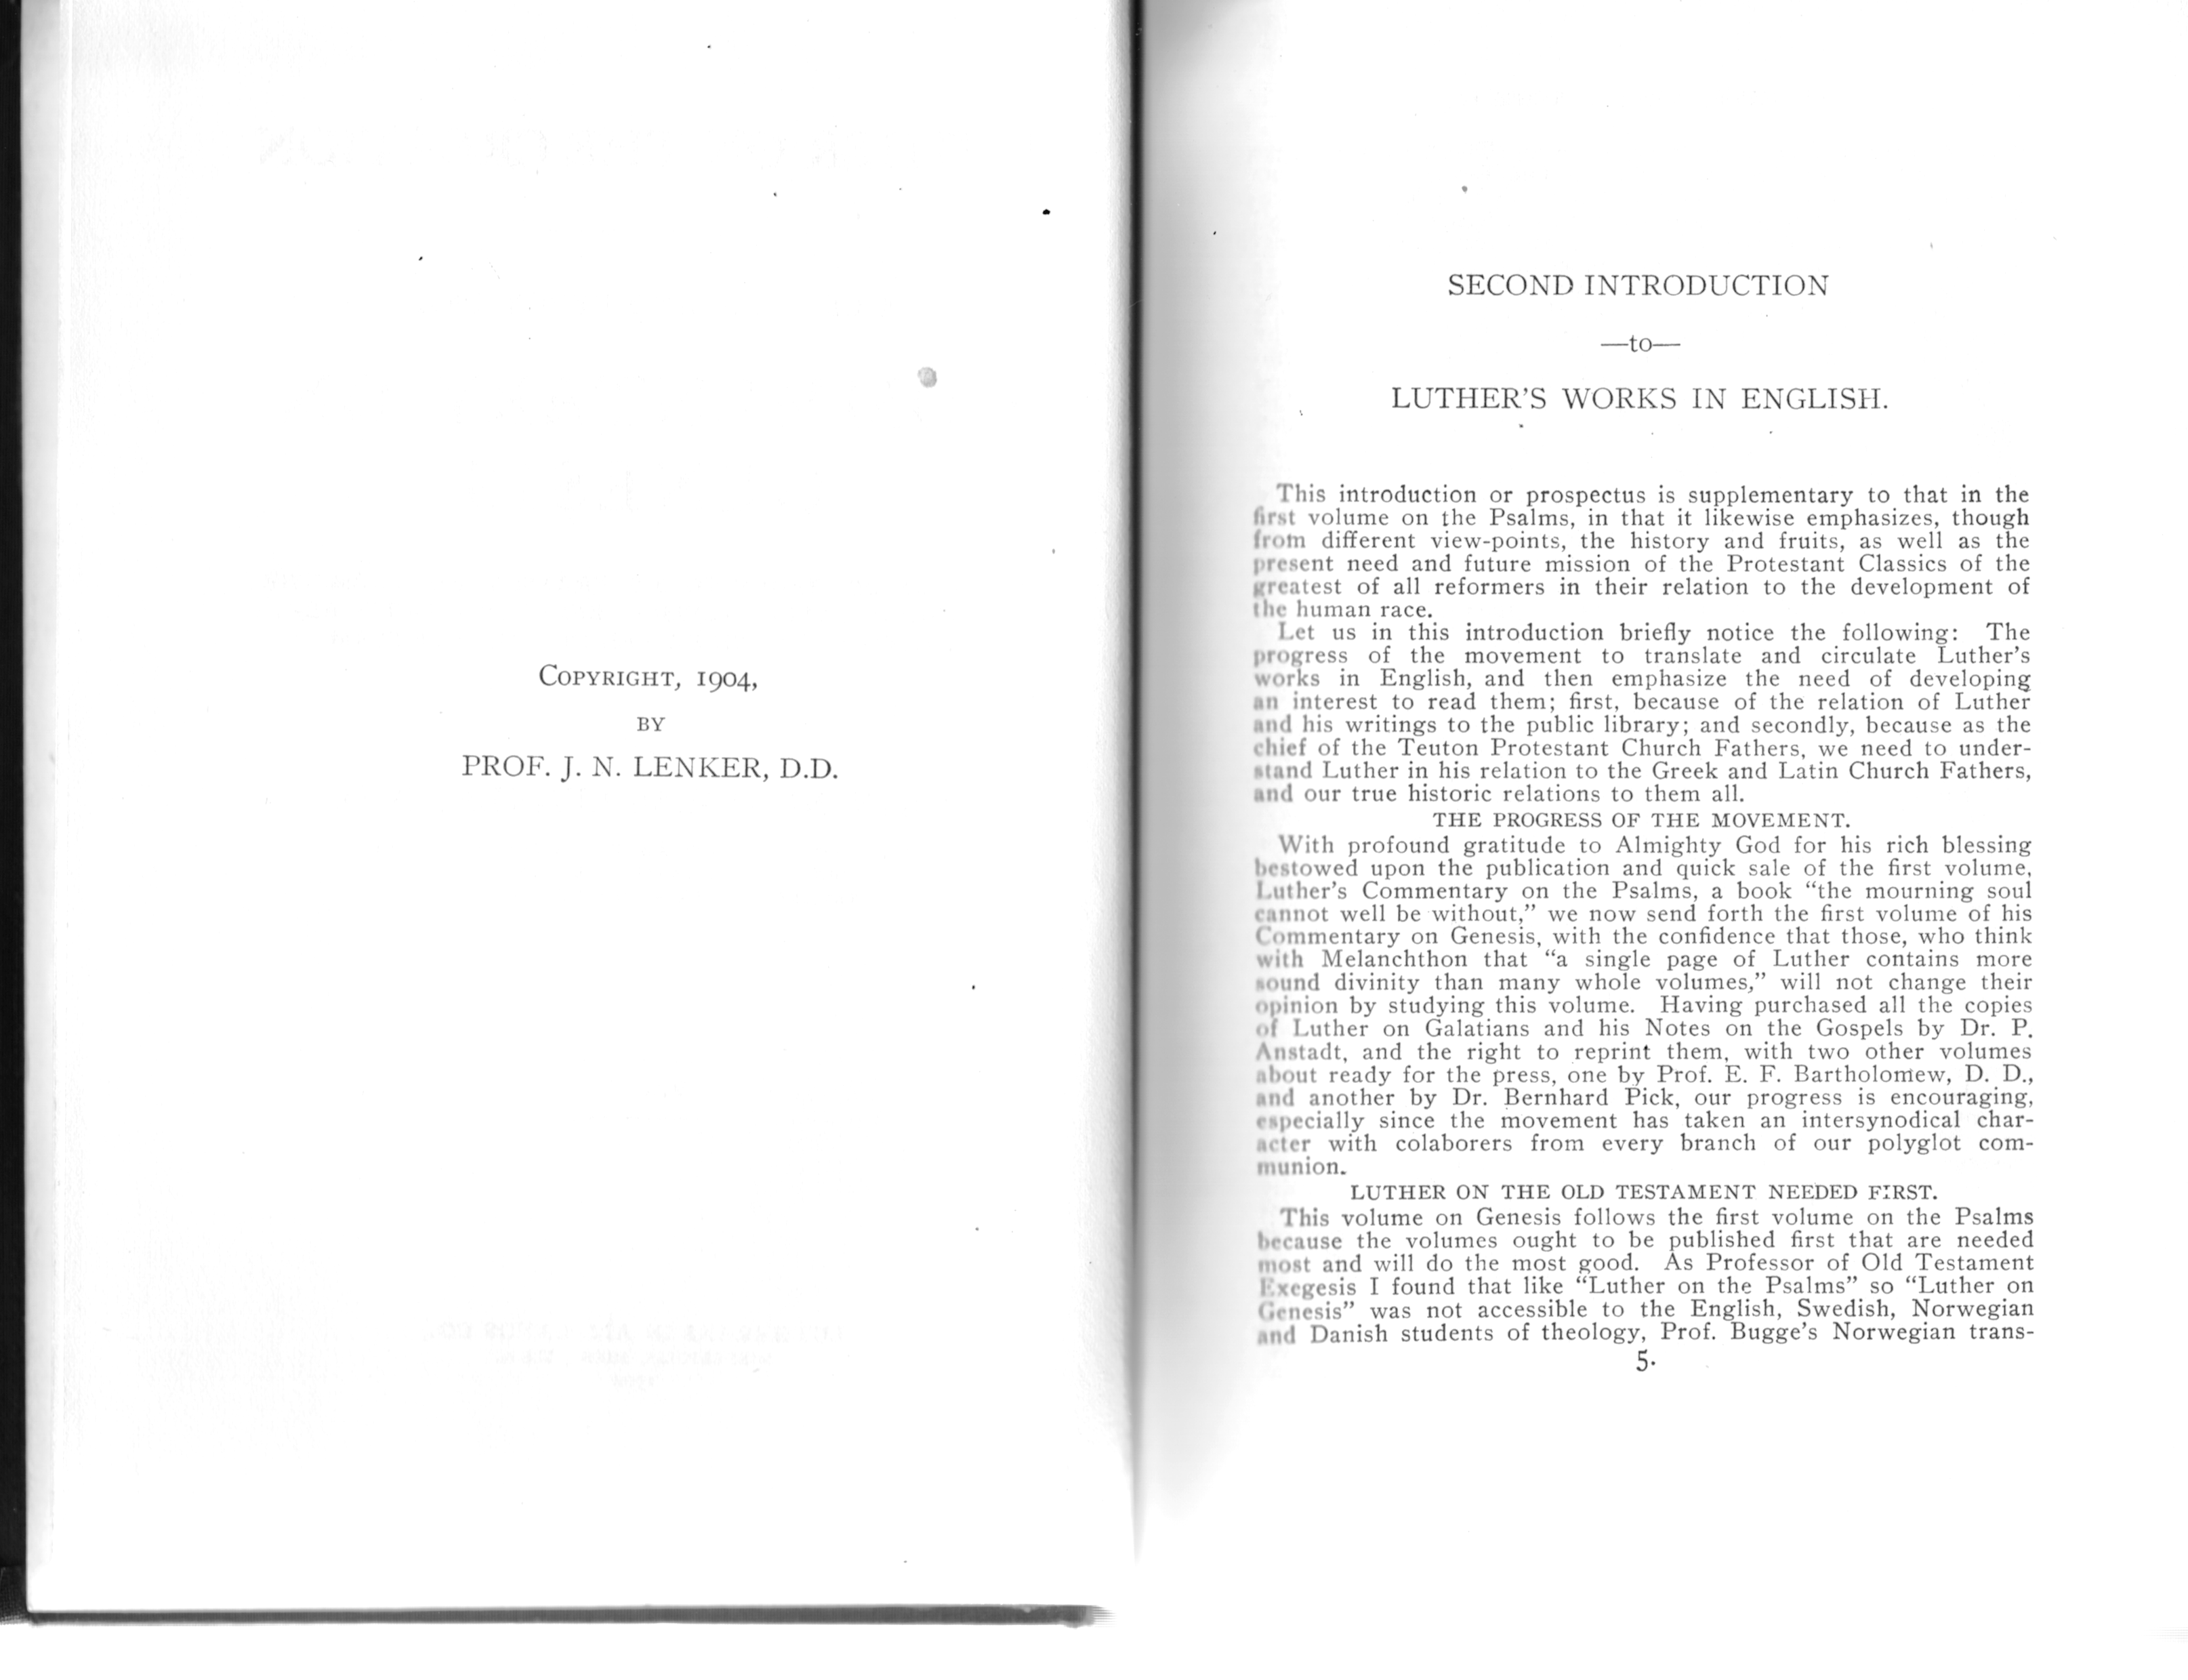 COPYRIGHT, 1904,
BY
PROF. J. N. LENKER, D.D.
SECOND INTRODUCTION
—to—
LUTHER'S WORKS IN ENGLISH.
This introduction or prospectus is supplementary to that in the
first volume on the Psalms, in that it likewise emphasizes, though
from different view-points, the history and fruits, as well as the
present need and future mission of the Protestant Classics of the
greatest of all reformers in their relation to the development of
the human race.
Let us in this introduction briefly notice the following: The
progress of the movement to translate and circulate Luther's
works in English, and then emphasize the need of developing
an interest to read them; first, because of the relation of Luther
and his writings to the public library; and secondly, because as the
chief of the Teuton Protestant Church Fathers, we need to under-
stand Luther in his relation to the Greek and Latin Church Fathers,
and our true historic relations to them all.
THE PROGRESS OF THE MOVEMENT.
With profound gratitude to Almighty God for his rich blessing
bestowed upon the publication and quick sale of the first volume,
Luther's Commentary on the Psalms, a book “the mourning soul
cannot well be without,” we now send forth the first volume of his
Commentary on Genesis, with the confidence that those, who think
with Melanchthon that “a single page of Luther contains more
sound divinity than many whole volumes,” will not change their
opinion by studying this volume. Having purchased all the copies
of Luther on Galatians and his Notes on the Gospels by Dr. P.
Anstadt, and the right to reprint them, with two other volumes
about ready for the press, one by Prof. E. F. Bartholomew, D. D.,
and another by Dr. Bernhard Pick, our progress is encouraging,
especially since the movement has taken an intersynodical char-
acter with colaborers from every branch of our polyglot com-
munion.
LUTHER ON THE OLD TESTAMENT NEEDED FIRST.
This volume on Genesis follows the first volume on the Psalms
because the volumes ought to be published first that are needed
most and will do the most good. As Professor of Old Testament
Exegesis I found that like “Luther on the Psalms” so “Luther on
Genesis” was not accessible to the English, Swedish, Norwegian
and Danish students of theology, Prof. Bugge's Norwegian trans-
5.